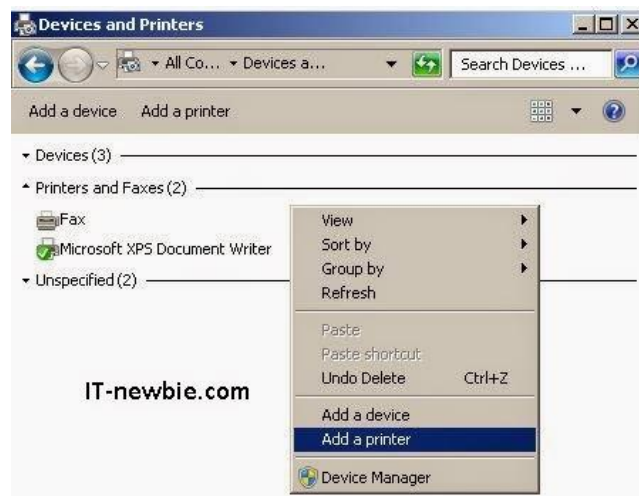 Devices and Printers
All Co... Devices a... Search Devices ...
Add a device Add a printer
Devices (3)
Printers and Faxes (2)
Fax
Microsoft XPS Document Writer
Unspecified (2)
View
Sort by
Group by
Refresh
Paste
Paste shortcut
Undo Delete Ctrl+Z
Add a device
Add a printer
Device Manager
IT-newbie.com